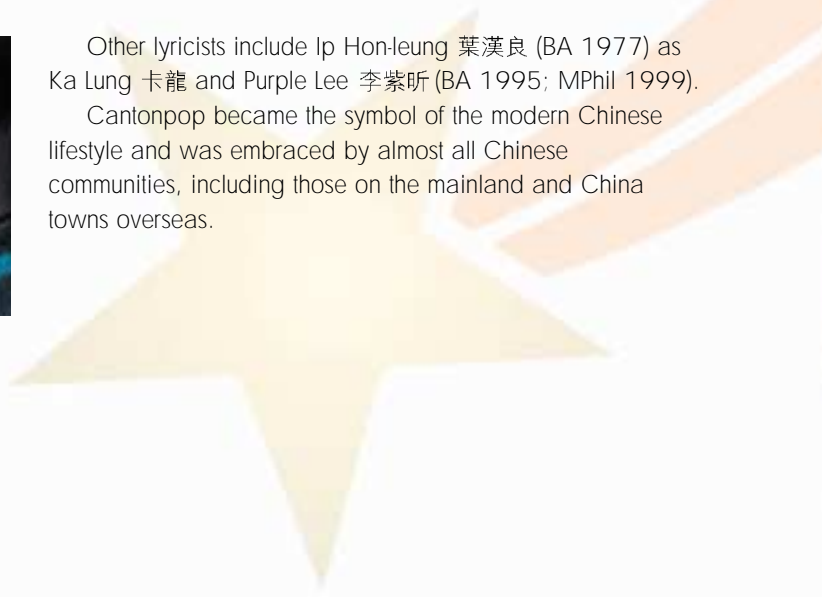 Other lyricists include Ip Hon-leung 葉漢良 (BA 1977) as
Ka Lung 卡龍 and Purple Lee 李紫昕 (BA 1995; MPhil 1999).
Cantonpop became the symbol of the modern Chinese
lifestyle and was embraced by almost all Chinese
communities, including those on the mainland and China
towns overseas.